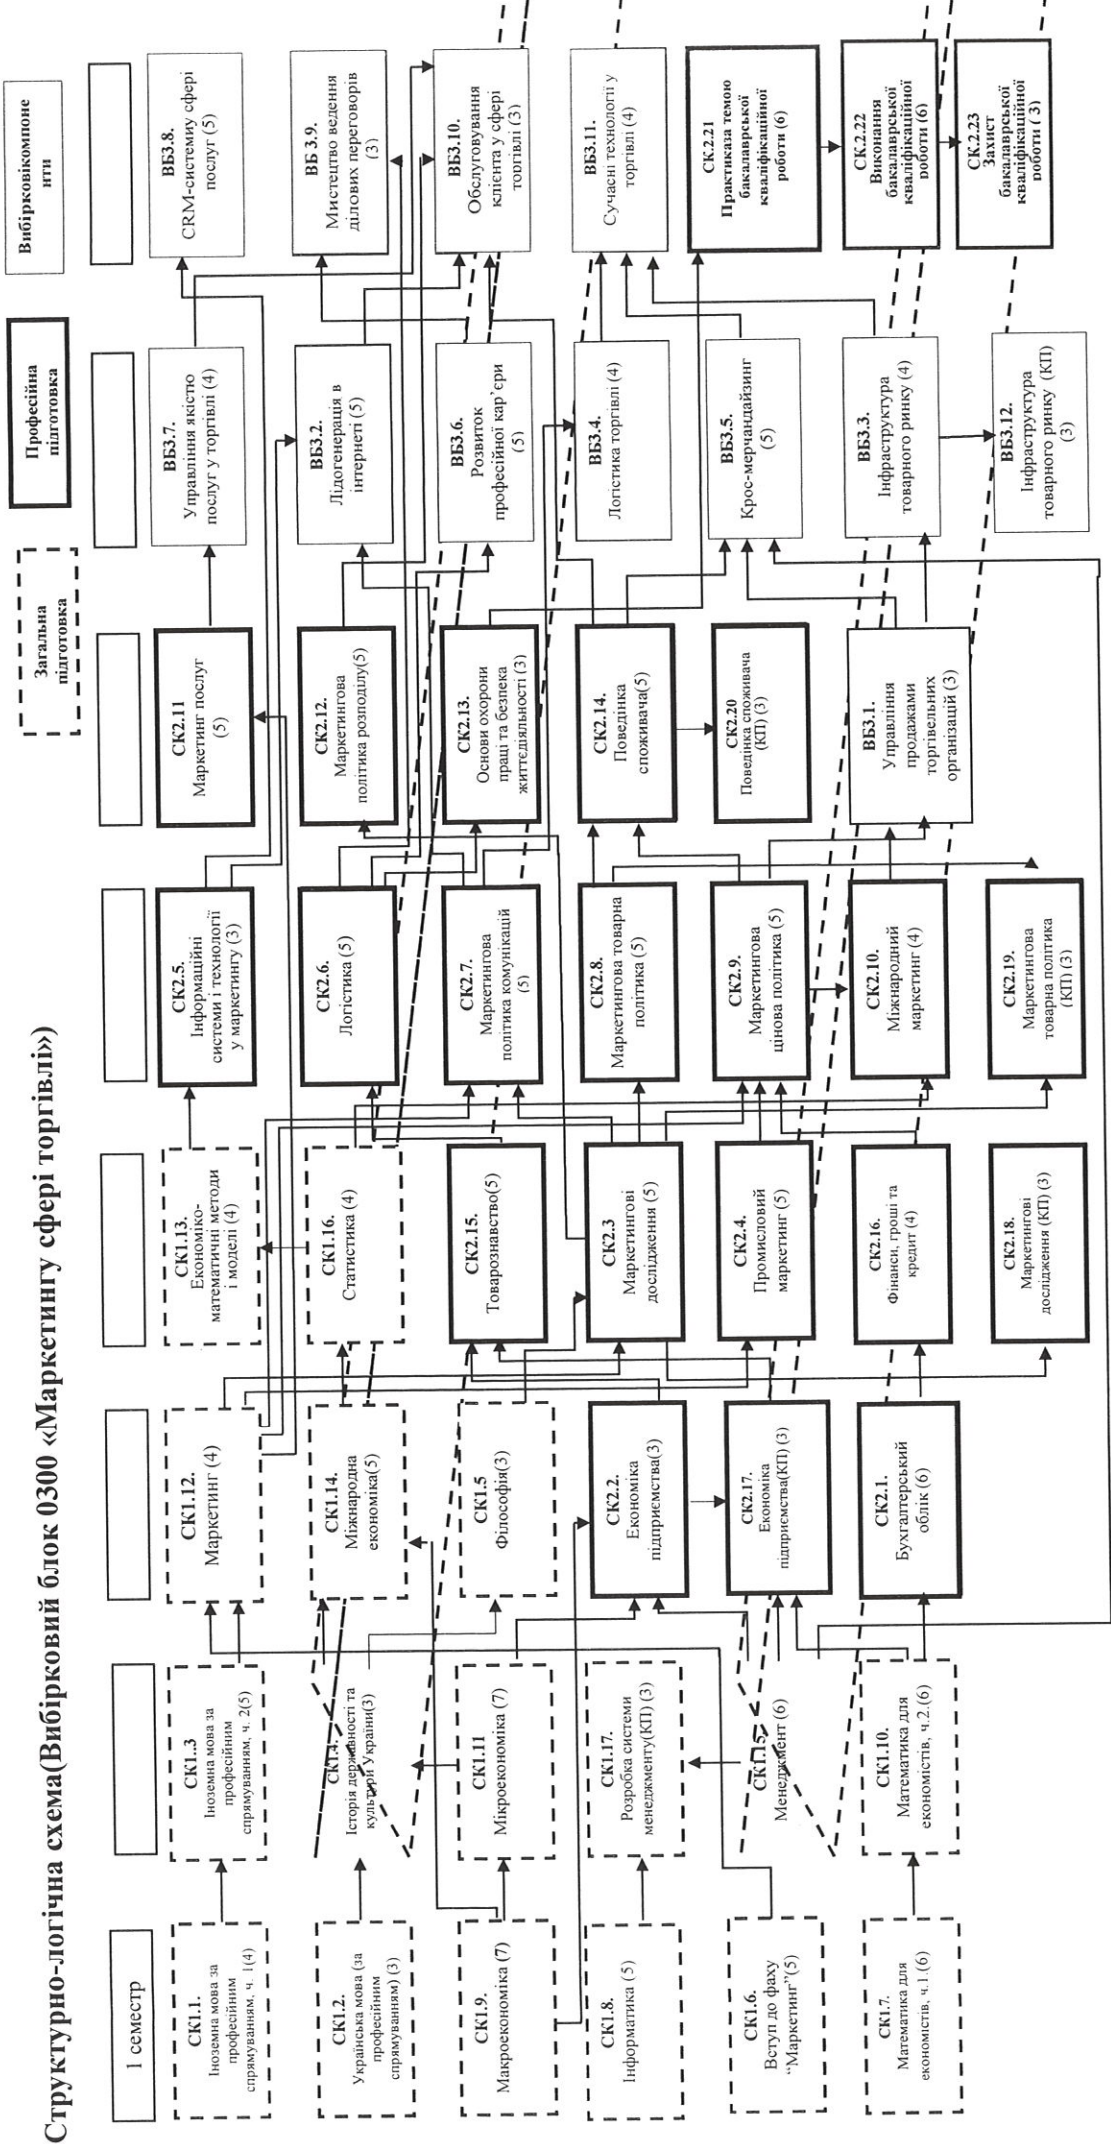 Структурно-логічна схема(Вибірковий блок 0300 «Маркетингу сфері торгівлі»)
Загальна
підготовка
Професійна
підготовка
Вибірковікомпоне
нти
1 семестр
СК1.1.
Іноземна мова за
професійним
спрямуванням, ч. 1(4)
СК1.2.
Українська мова (за
професійним
спрямуванням) (3)
СК1.9.
Макроекономіка (7)
СК1.8.
Інформатика (5)
СК1.6.
Вступ до фаху
“Маркетинг”(5)
СК1.7.
Математика для
економістів, ч.1.(6)
СК1..3
Іноземна мова за
професійним
спрямуванням, ч. 2(5)
СК1.4.
Історія державності та
культури України(3)
СК1.11
Мікроекономіка (7)
СК1.17.
Розробка системи
менеджменту(КП) (3)
СК1.15.
Менеджмент (6)
СК1.10.
Математика для
економістів, ч.2.(6)
СК1.12.
Маркетинг (4)
СК1.14.
Міжнародна
економіка(5)
СК1.5
Філософія(3)
СК2.2.
Економіка
підприємства(3)
СК2.17.
Економіка
підприємства(КП) (3)
СК2.1.
Бухгалтерський
облік (6)
СК1.13.
Економіко-
математичні методи
і моделі (4)
СК1.16.
Статистика (4)
СК2.15.
Товарознавство(5)
СК2.3
Маркетингові
дослідження (5)
СК2.4.
Промисловий
маркетинг (5)
СК2.16.
Фінанси, гроші та
кредит (4)
СК2.18.
Маркетингові
дослідження (КП) (3)
СК2.5.
Інформаційні
системи і технології
у маркетингу (3)
СК2.6.
Логістика (5)
СК2.7.
Маркетингова
політика комунікацій
(5)
СК2.8.
Маркетингова товарна
політика (5)
СК2.9.
Маркетингова
цінова політика (5)
СК2.10.
Міжнародний
маркетинг (4)
СК2.19.
Маркетингова
товарна політика
(КП) (3)
СК2.11
Маркетинг послуг
(5)
СК2.12.
Маркетингова
політика розподілу(5)
СК2.13.
Основи охорони
праці та безпека
життєдіяльності (3)
СК2.14.
Поведінка
споживача(5)
СК2.20
Поведінка споживача
(КП) (3)
ВБ3.1.
Управління
продажами
торгівельних
організацій (3)
ВБ3.7.
Управління якістю
послуг у торгівлі (4)
ВБ3.2.
Лідогенерація в
інтернеті (5)
ВБ3.6.
Розвиток
професійної кар’єри
(5)
ВБ3.4.
Логістика торгівлі (4)
ВБ3.5.
Крос-мерчандайзинг
(5)
ВБ3.3.
Інфраструктура
товарного ринку (4)
ВБ3.12.
Інфраструктура
товарного ринку (КП)
(3)
ВБ3.8.
CRM-системиу сфері
послуг (5)
ВБ 3.9.
Мистецтво ведення
ділових переговорів
(3)
ВБ3.10.
Обслуговування
клієнта у сфері
торгівлі (3)
ВБ3.11.
Сучасні технології у
торгівлі (4)
СК.2.21
Практиказа темою
бакалаврської
кваліфікаційної
роботи (6)
СК.2.22
Виконання
бакалаврської
кваліфікаційної
роботи (6)
СК.2.23
Захист
бакалаврської
кваліфікаційної
роботи ( 3)